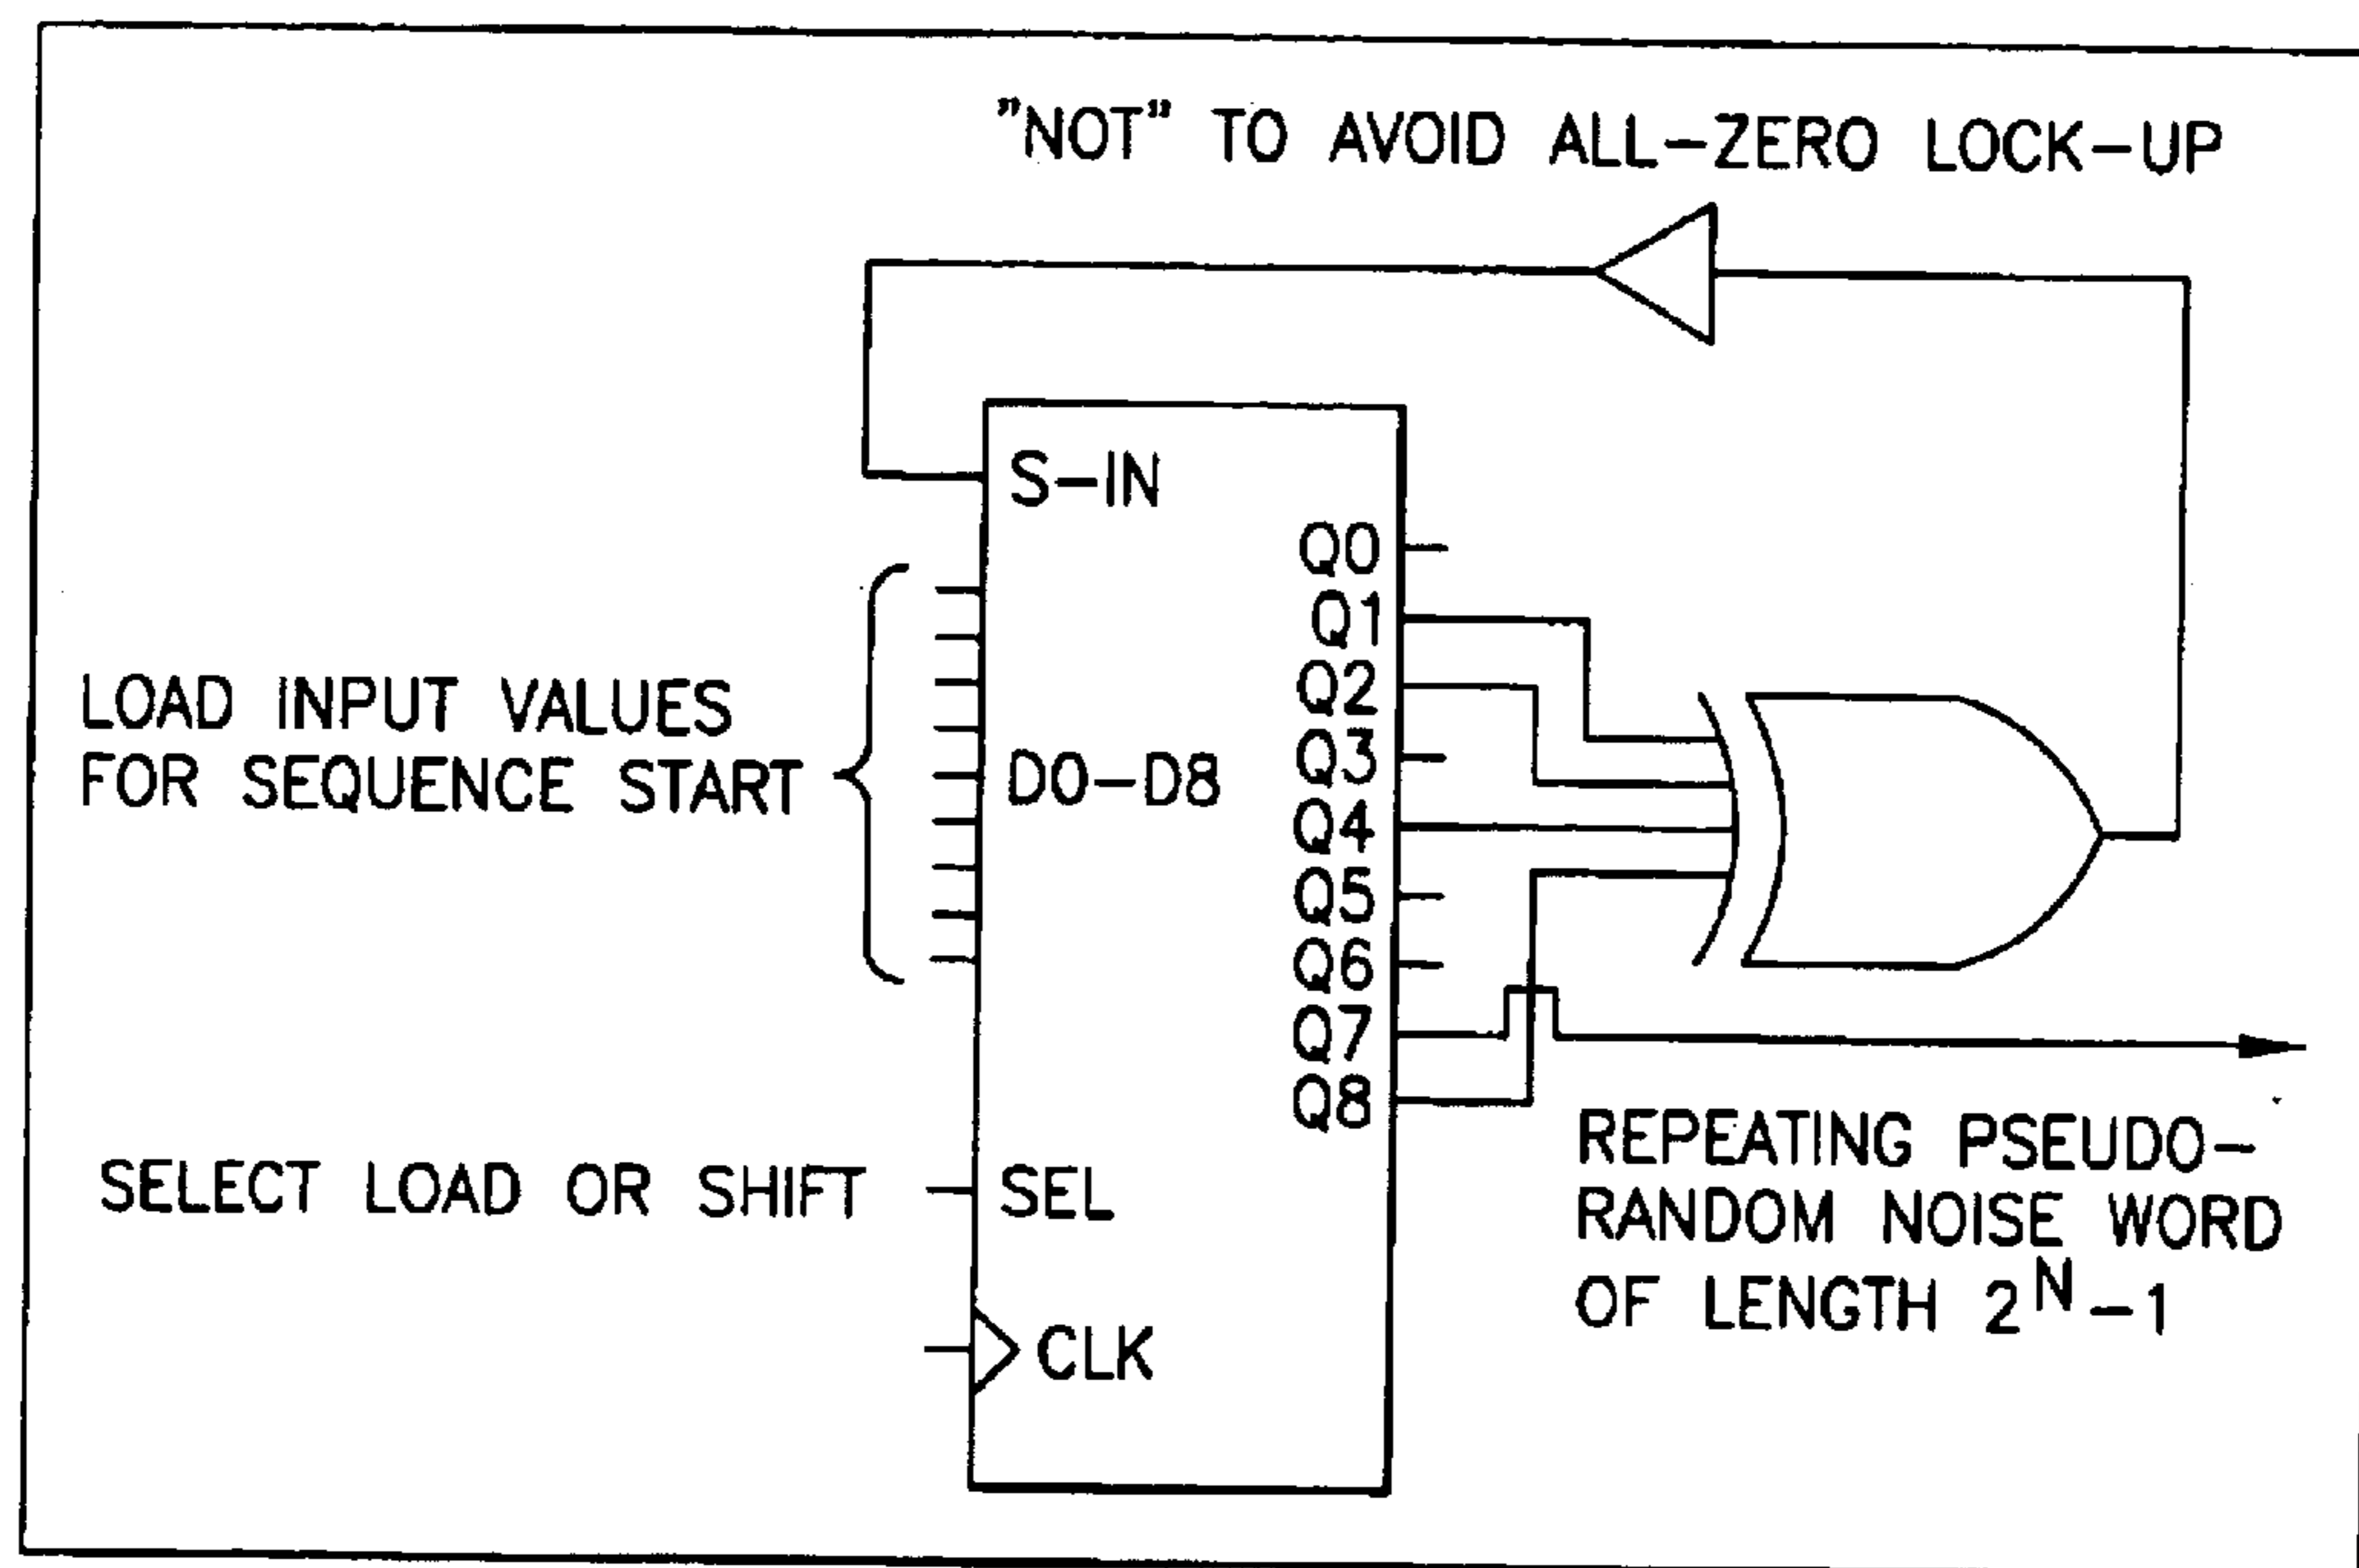 "NOT" TO AVOID ALL-ZERO LOCK-UP
S-IN
Q0
Q1
Q2
LOAD INPUT VALUES
FOR SEQUENCE START
D0-D8
Q3
Q4
Q5
Q6
Q7
Q8
SELECT LOAD OR SHIFT
SEL
REPEATING PSEUDO-
RANDOM NOISE WORD
OF LENGTH 2^N-1
CLK